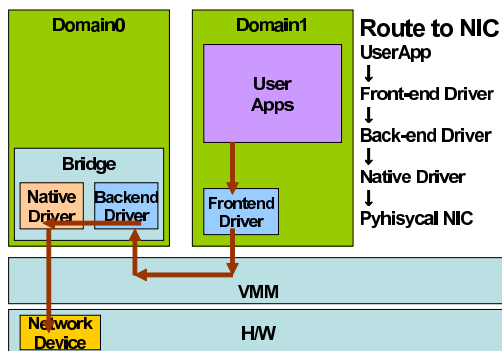 Domain0
Domain1
Route to NIC
User
Apps
UserApp
↓
Front-end Driver
↓
Back-end Driver
↓
Native Driver
↓
Pyhisycal NIC
Bridge
Native
Driver
Backend
Driver
Frontend
Driver
VMM
Network
Device
H/W